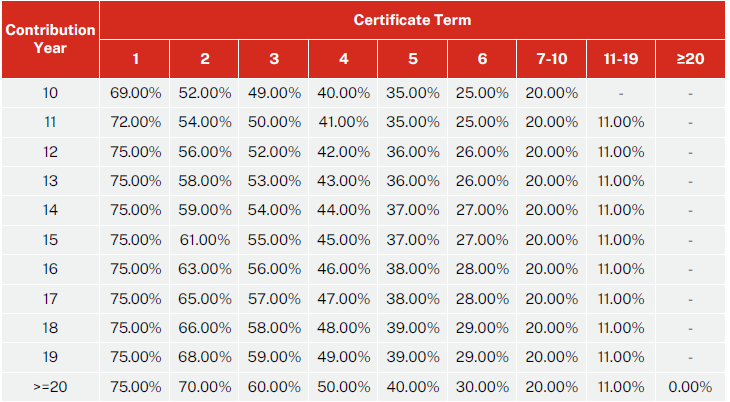 Contribution Year Certificate Term
1 2 3 4 5 6 7-10 11-19 ≥20
10 69.00% 52.00% 49.00% 40.00% 35.00% 25.00% 20.00% - -
11 72.00% 54.00% 50.00% 41.00% 35.00% 25.00% 20.00% 11.00% -
12 75.00% 56.00% 52.00% 42.00% 36.00% 26.00% 20.00% 11.00% -
13 75.00% 58.00% 53.00% 43.00% 36.00% 26.00% 20.00% 11.00% -
14 75.00% 59.00% 54.00% 44.00% 37.00% 27.00% 20.00% 11.00% -
15 75.00% 61.00% 55.00% 45.00% 37.00% 27.00% 20.00% 11.00% -
16 75.00% 63.00% 56.00% 46.00% 38.00% 28.00% 20.00% 11.00% -
17 75.00% 65.00% 57.00% 47.00% 38.00% 28.00% 20.00% 11.00% -
18 75.00% 66.00% 58.00% 48.00% 39.00% 29.00% 20.00% 11.00% -
19 75.00% 68.00% 59.00% 49.00% 39.00% 29.00% 20.00% 11.00% -
>=20 75.00% 70.00% 60.00% 50.00% 40.00% 30.00% 20.00% 11.00% 0.00%